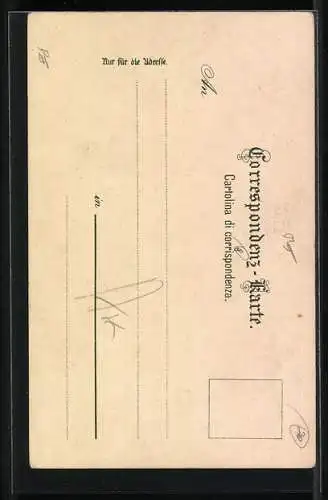 Correspondenz-Karte.
Cartolina di corrispondenza.
An
in
Nur für die Adresse.